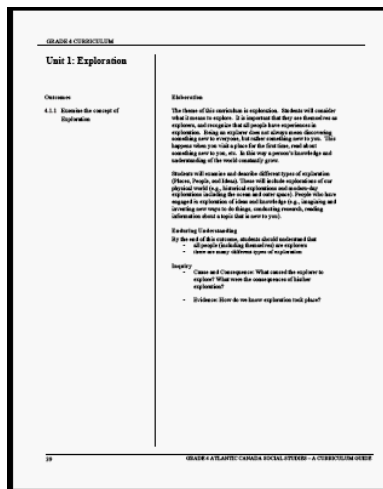 GRADE 4 CURRICULUM
Unit 1: Exploration
Outcomes
4.1.1 Examine the concept of
Exploration
Elaboration
The theme of this curriculum is exploration. Students will consider
what it means to explore. It is important that they see themselves as
explorers, and recognize that all people have experiences in
exploration. Being an explorer does not always mean discovering
something new to everyone, but rather something new to you. This
happens when you visit a place for the first time, read about
something new to you, etc. In this way a person's knowledge and
understanding of the world constantly grow.
Students will examine and describe different types of exploration
(Places, People, and Ideas). These will include explorations of our
physical world (e.g., historical explorations and modern-day
explorations including the ocean and outer space). People who have
engaged in exploration of ideas and knowledge (e.g., imagining and
inventing new ways to do things, conducting research, reading
information about a topic that is new to you).
Enduring Understanding
By the end of this outcome, students should understand that
- all people (including themselves) are explorers
- there are many different types of exploration
Inquiry
- Cause and Consequence: What caused the explorer to
explore? What were the consequences of his/her
exploration?
- Evidence: How do we know exploration took place?
GRADE 4 ATLANTIC CANADA SOCIAL STUDIES – A CURRICULUM GUIDE